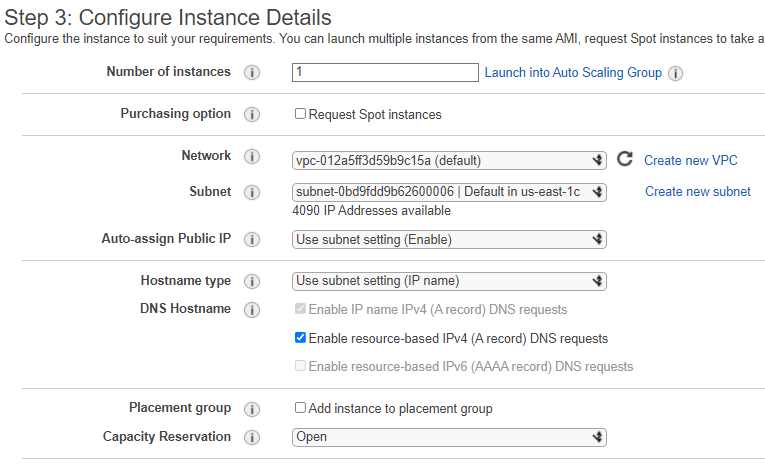 Step 3: Configure Instance Details
Configure the instance to suit your requirements. You can launch multiple instances from the same AMI, request Spot instances to take a
Number of instances 1 Launch into Auto Scaling Group
Purchasing option Request Spot instances
Network vpc-012a5ff3d59b9c15a (default) Create new VPC
Subnet subnet-0bd9fdd9b62600006 | Default in us-east-1c Create new subnet
4090 IP Addresses available
Auto-assign Public IP Use subnet setting (Enable)
Hostname type Use subnet setting (IP name)
DNS Hostname Enable IP name IPv4 (A record) DNS requests
Enable resource-based IPv4 (A record) DNS requests
Enable resource-based IPv6 (AAAA record) DNS requests
Placement group Add instance to placement group
Capacity Reservation Open